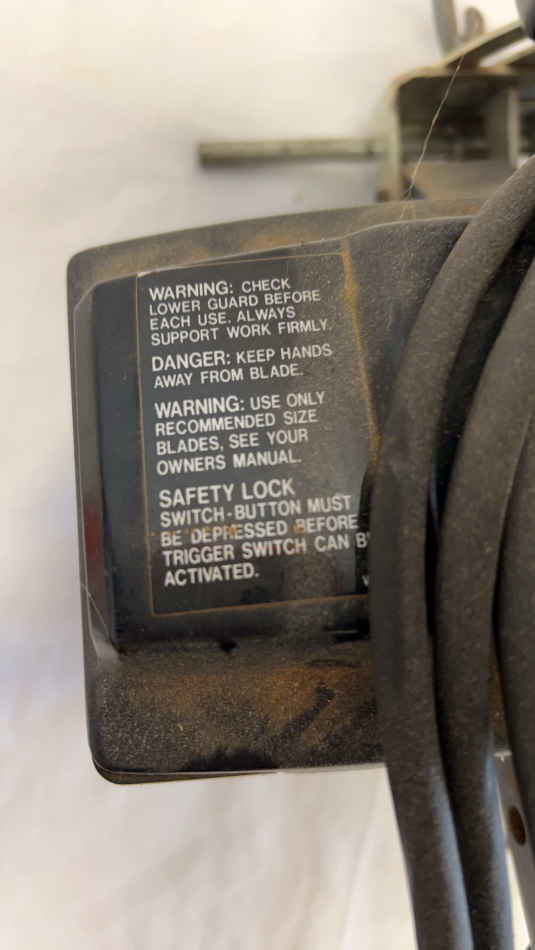 WARNING: CHECK
LOWER GUARD BEFORE
EACH USE. ALWAYS
SUPPORT WORK FIRMLY.
DANGER: KEEP HANDS
AWAY FROM BLADE.
WARNING: USE ONLY
RECOMMENDED SIZE
BLADES, SEE YOUR
OWNERS MANUAL.
SAFETY LOCK
SWITCH-BUTTON MUST
BE DEPRESSED BEFORE
TRIGGER SWITCH CAN
ACTIVATED.